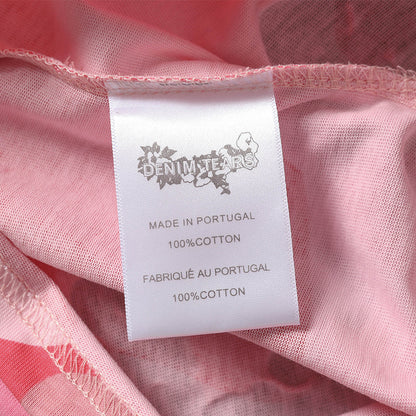 DENIM TEARS
MADE IN PORTUGAL
100%COTTON
FABRIQUÉ AU PORTUGAL
100%COTTON